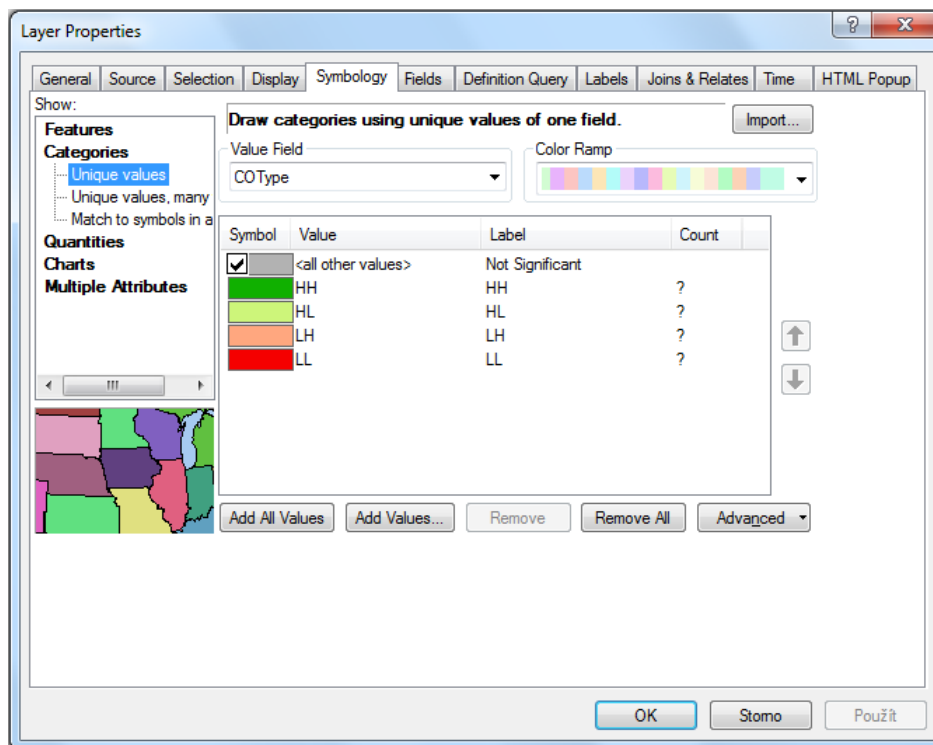 Layer Properties
General Source Selection Display Symbology Fields Definition Query Labels Joins & Relates Time HTML Popup
Show:
Features
Categories
Unique values
Unique values, many
Match to symbols in a
Quantities
Charts
Multiple Attributes
Draw categories using unique values of one field.
Import...
Value Field
COType
Color Ramp
Symbol Value Label Count
<all other values> Not Significant
HH HH ?
HL HL ?
LH LH ?
LL LL ?
Add All Values Add Values... Remove Remove All Advanced
OK Storno Použít